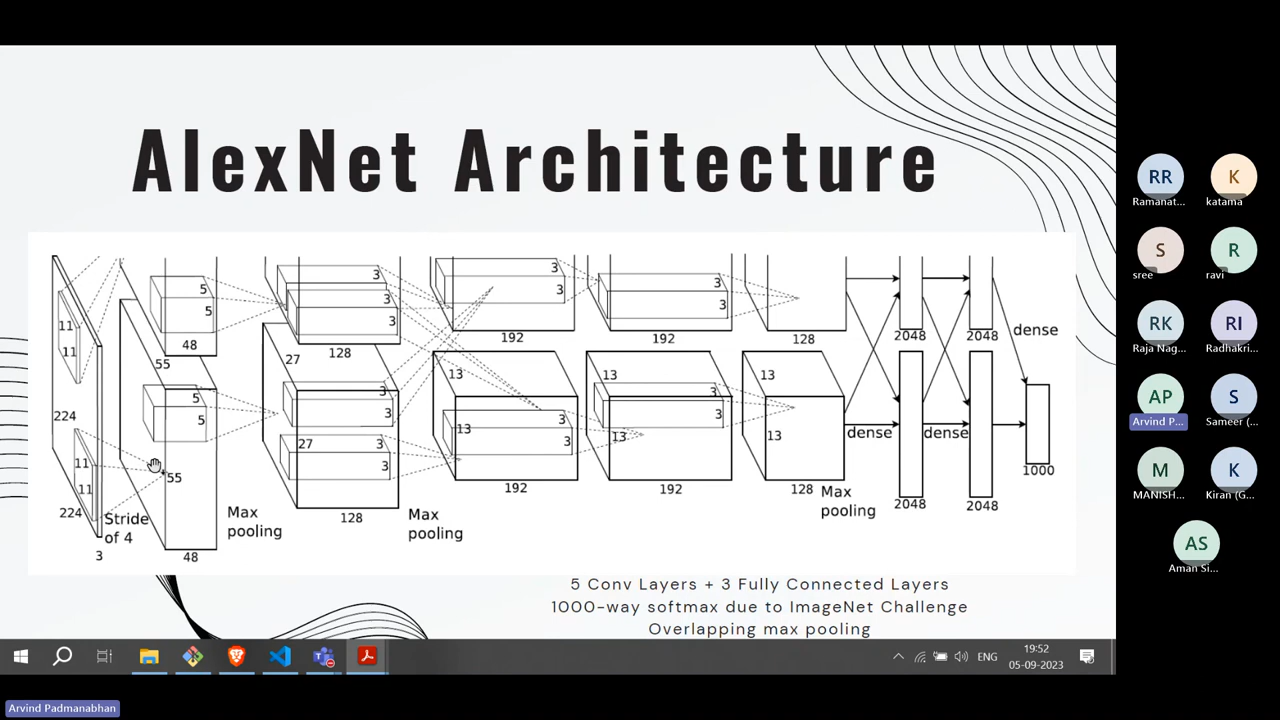 AlexNet Architecture
11
11
5
5
48
3
3
3
128
3
3
192
3
3
192
128
2048
2048
dense
224
55
5
5
27
3
3
13
3
3
13
13
3
3
13
13
13
dense
dense
1000
11
11
55
27
3
3
224
3
Stride
of 4
48
Max
pooling
128
Max
pooling
192
192
128
Max
pooling
2048
2048
5 Conv Layers + 3 Fully Connected Layers
1000-way softmax due to ImageNet Challenge
Overlapping max pooling
RR
Ramanat...
K
katama
S
sree
R
ravi
RK
Raja Nag...
RI
Radhakri...
AP
Arvind P...
S
Sameer (...
M
MANISH...
K
Kiran (G...
AS
Aman Si...
ENG
19:52
05-09-2023
Arvind Padmanabhan